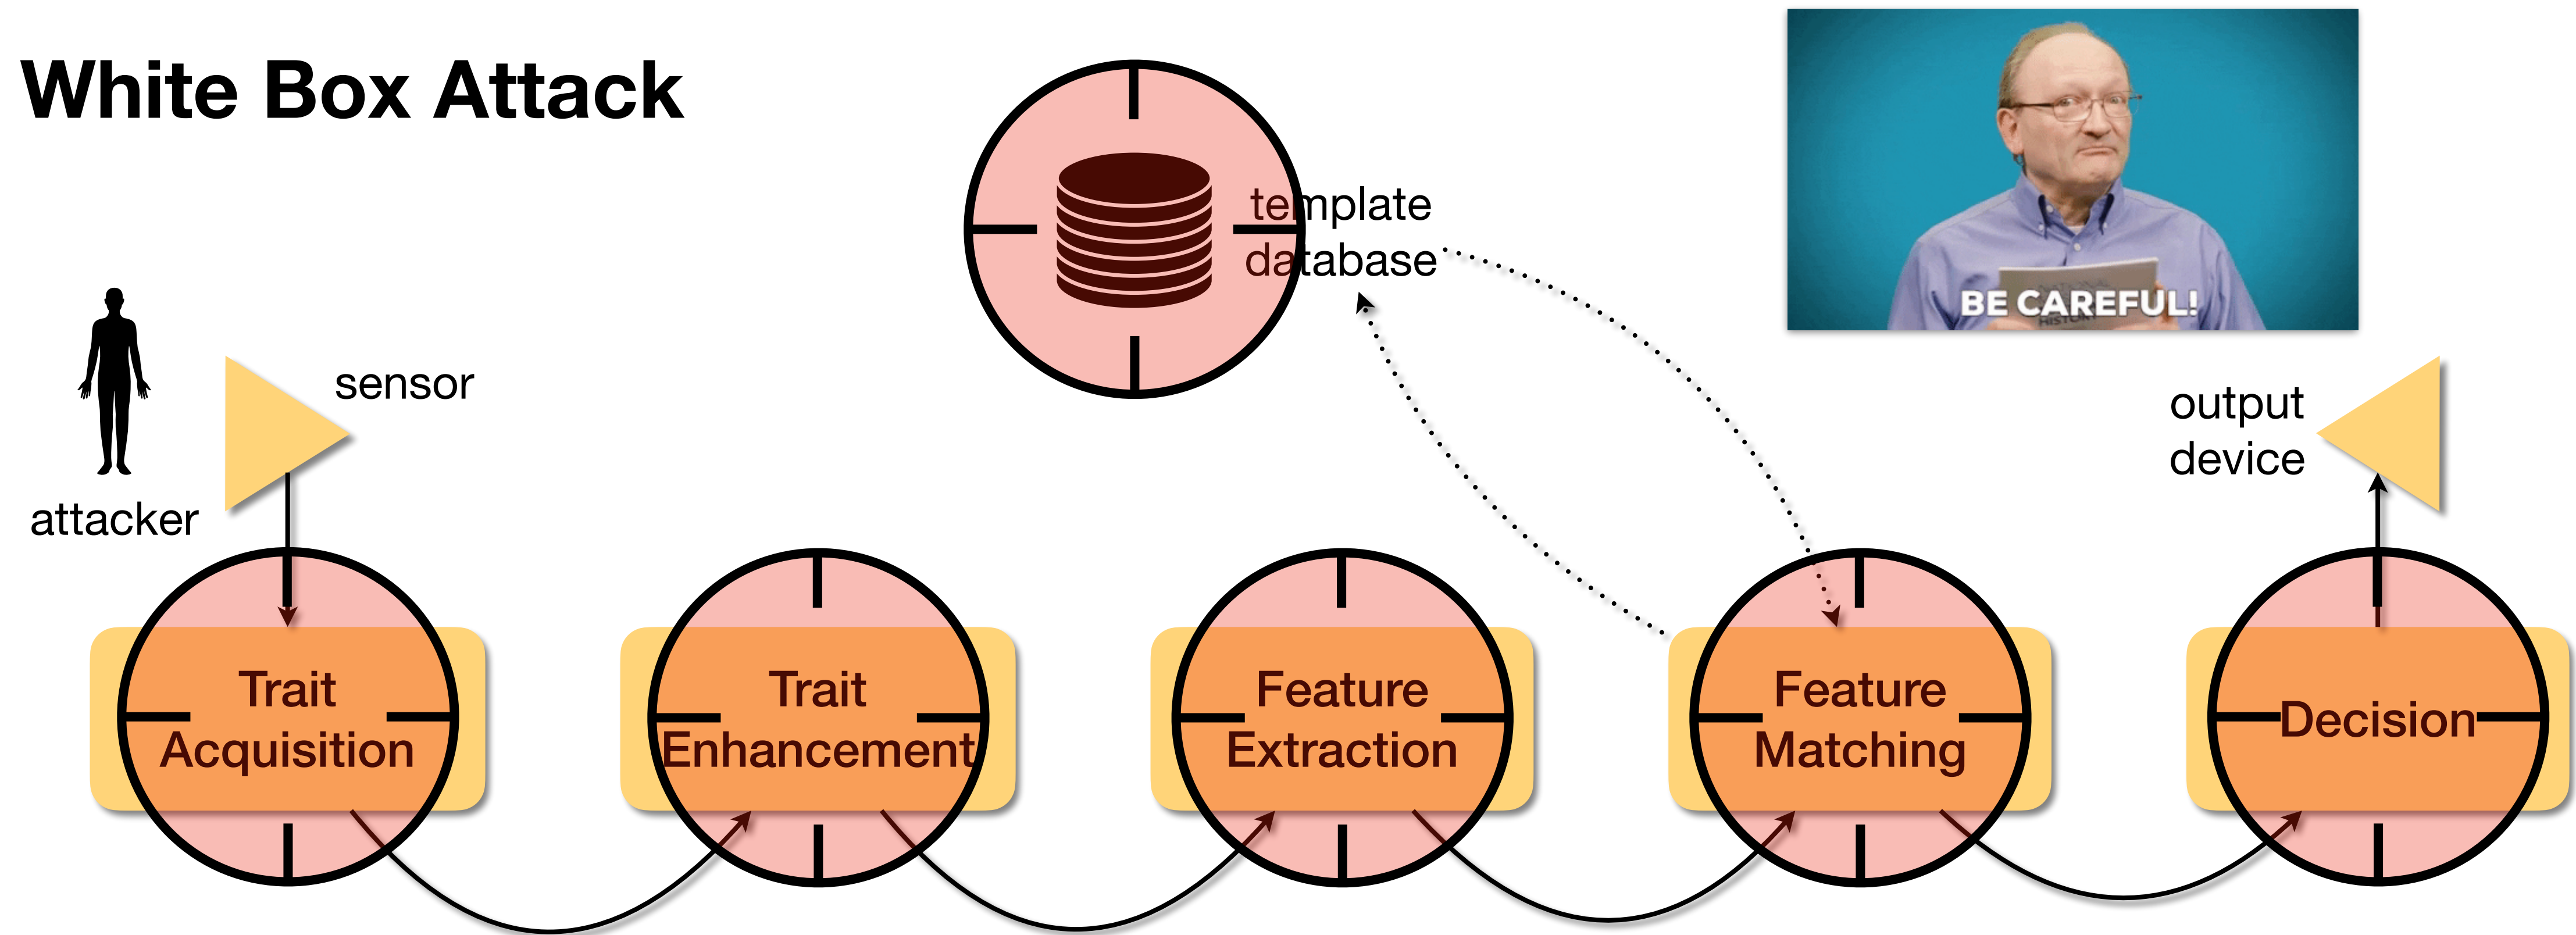 White Box Attack
template
database
BE CAREFUL!
HISTORY
sensor
attacker
output
device
Trait
Acquisition
Trait
Enhancement
Feature
Extraction
Feature
Matching
Decision